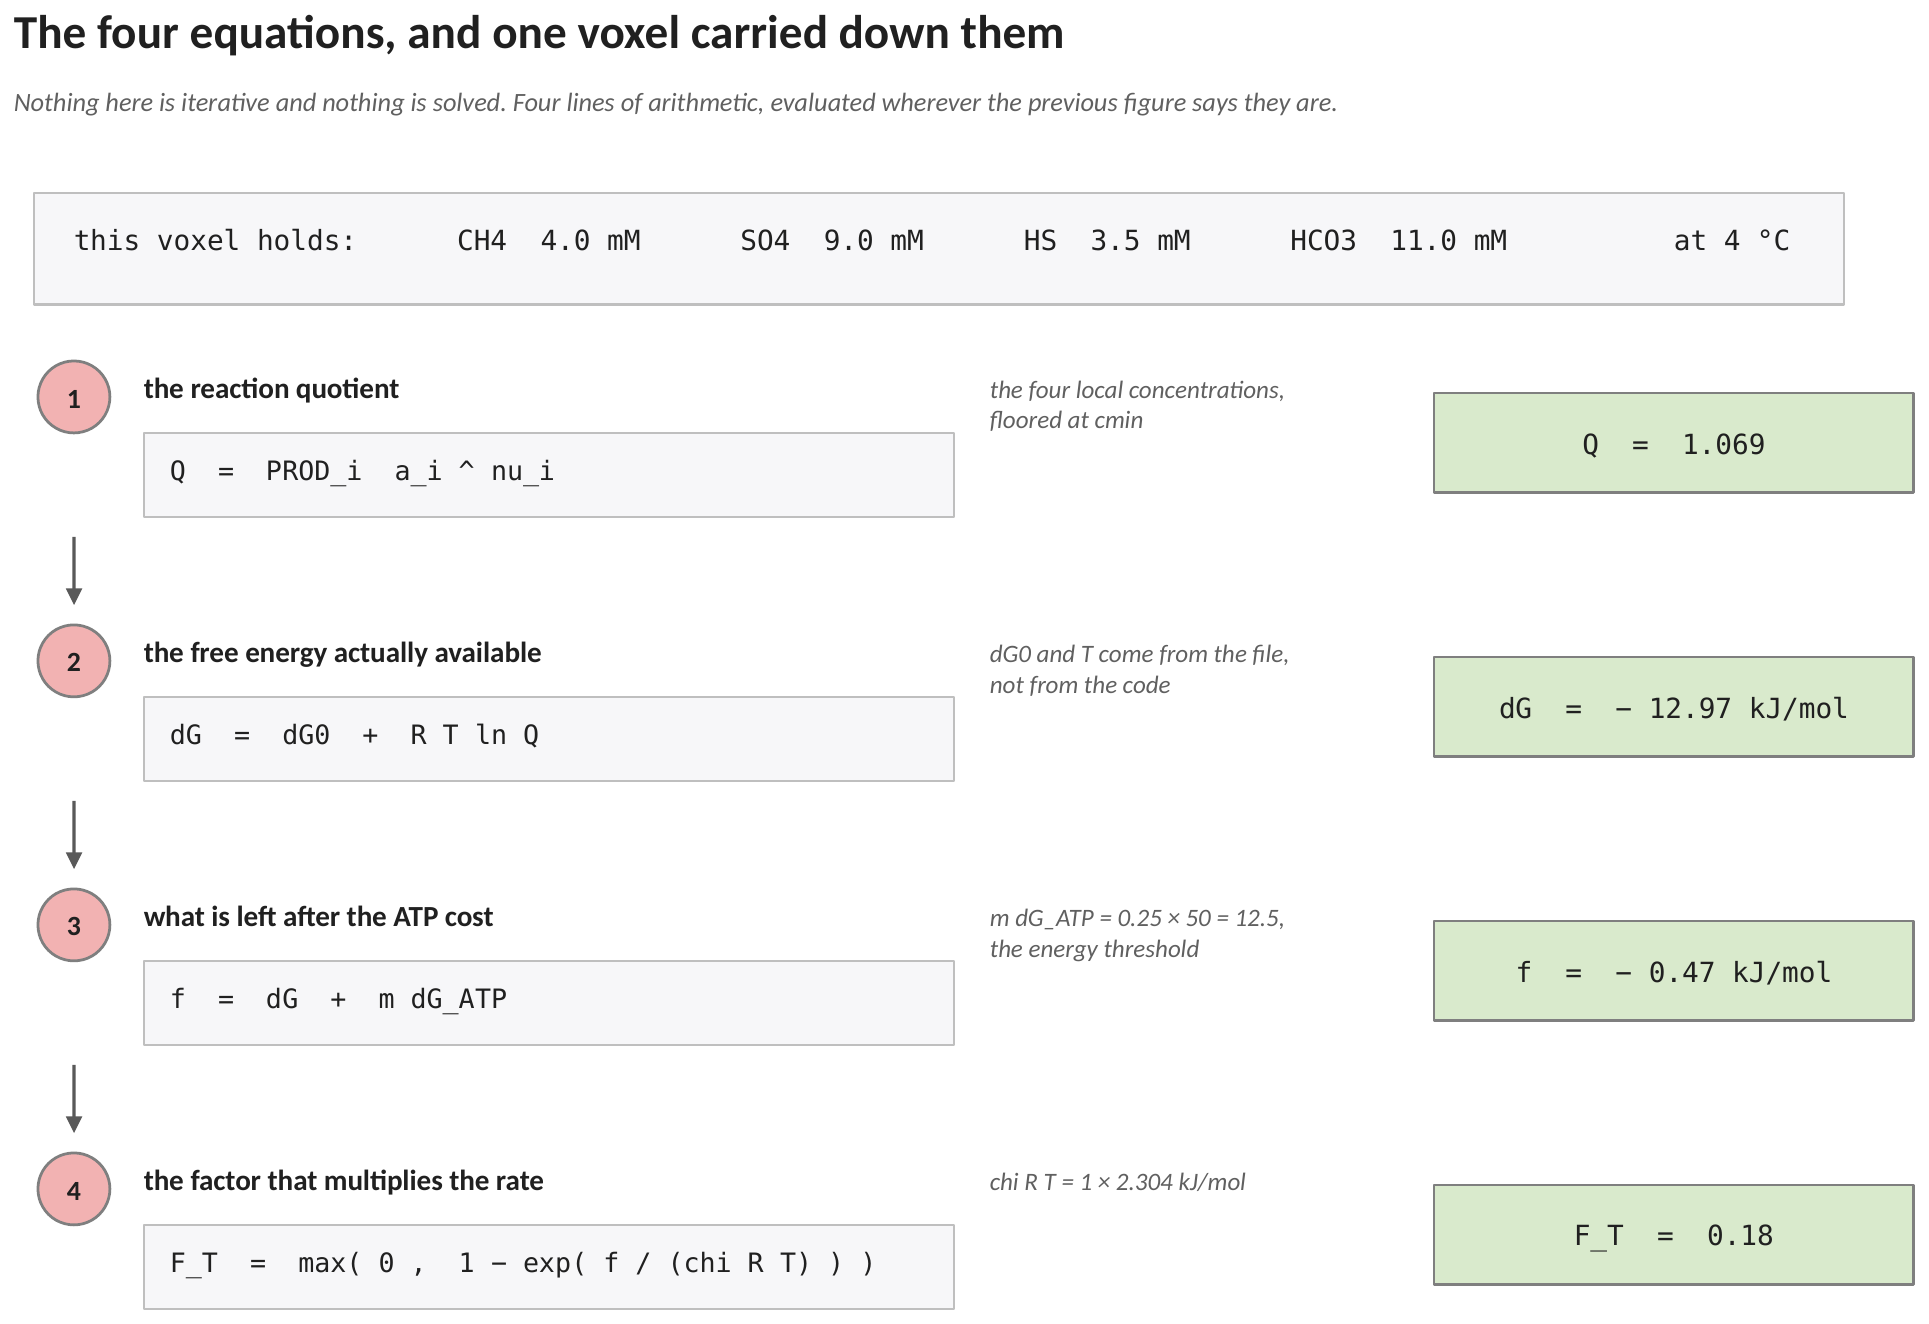 The four equations, and one voxel carried down them
Nothing here is iterative and nothing is solved. Four lines of arithmetic, evaluated wherever the previous figure says they are.
this voxel holds: CH4 4.0 mM SO4 9.0 mM HS 3.5 mM HCO3 11.0 mM at 4 °C
1
the reaction quotient
Q = PROD_i a_i ^ nu_i
the four local concentrations,
floored at cmin
Q = 1.069
2
the free energy actually available
dG = dG0 + R T ln Q
dG0 and T come from the file,
not from the code
dG = − 12.97 kJ/mol
3
what is left after the ATP cost
f = dG + m dG_ATP
m dG_ATP = 0.25 × 50 = 12.5,
the energy threshold
f = − 0.47 kJ/mol
4
the factor that multiplies the rate
F_T = max( 0 , 1 − exp( f / (chi R T) ) )
chi R T = 1 × 2.304 kJ/mol
F_T = 0.18